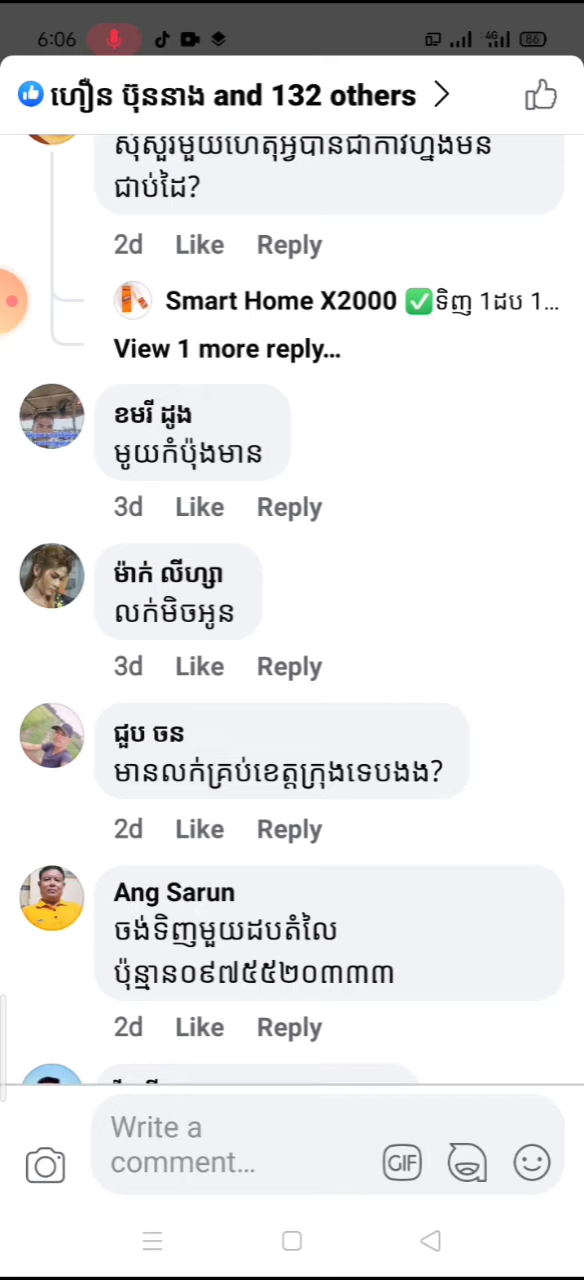 6:06
4G
86
ហឿន ប៊ុននាង and 132 others
សុំសួរមួយហេតុអ្វីបានជាកាវហ្នឹងមិន
ជាប់ដៃ?
2d Like Reply
Smart Home X2000 ✅ទិញ 1ដប 1...
View 1 more reply...
ខមរី ដូង
មូយកំប៉ុងមាន
3d Like Reply
ម៉ាក់ លីហ្សា
លក់មិចអូន
3d Like Reply
ជួប ចន
មានលក់គ្រប់ខេត្តក្រុងទេបងង?
2d Like Reply
Ang Sarun
ចង់ទិញមួយដបតំលៃ
ប៉ុន្មាន០៩៧៥៥២០៣៣៣
2d Like Reply
Write a
comment...
GIF